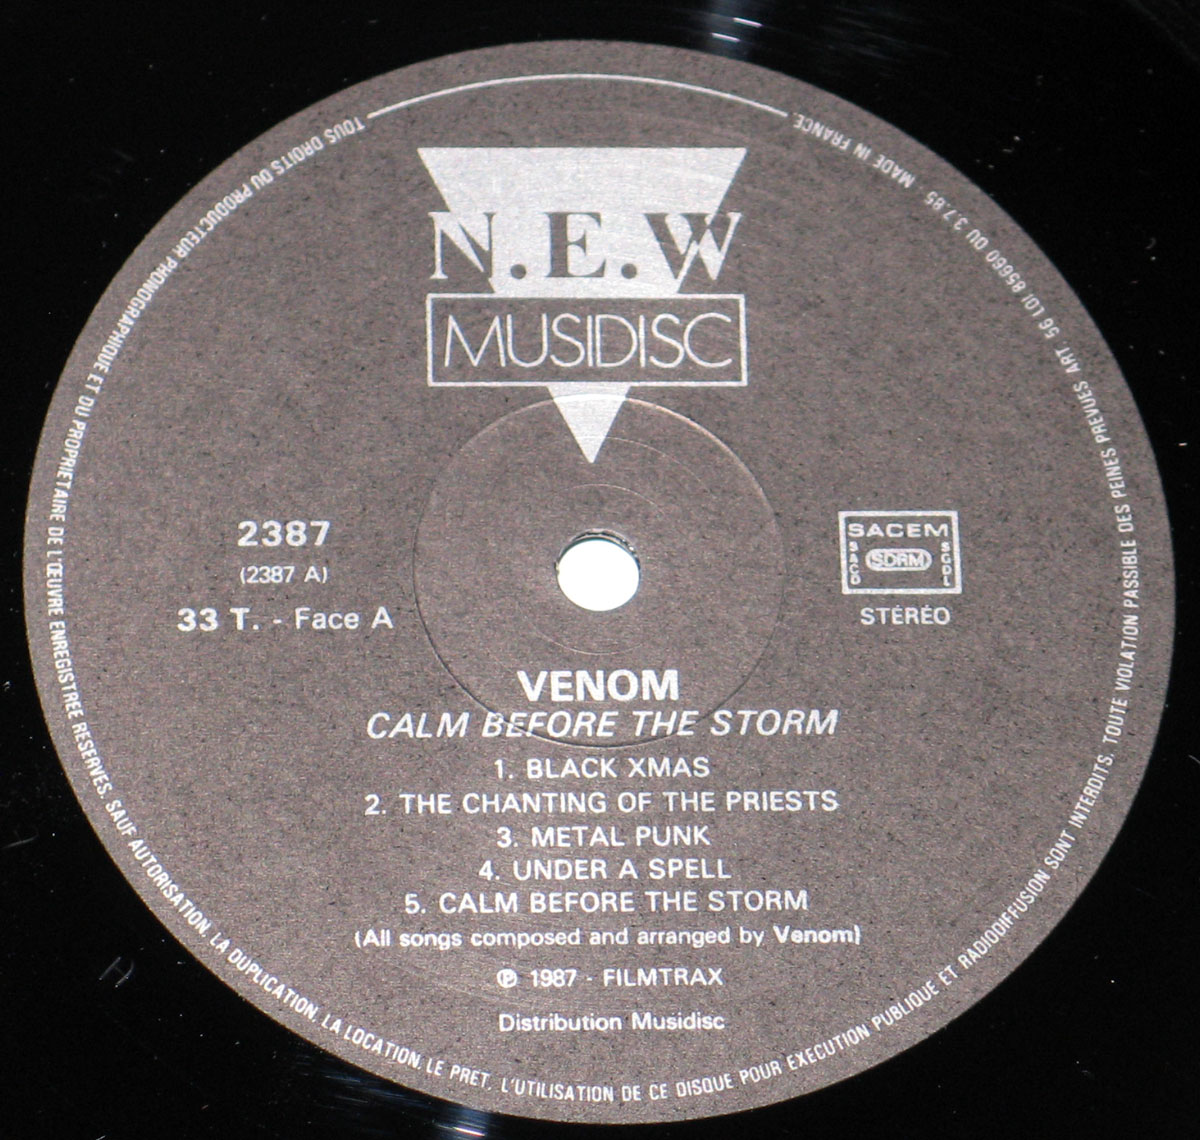 N.E.W
MUSIDISC
2387
(2387 A)
33 T. - Face A
SACEM
SACD
SDRM
SGDL
STÉRÉO
VENOM
CALM BEFORE THE STORM
1. BLACK XMAS
2. THE CHANTING OF THE PRIESTS
3. METAL PUNK
4. UNDER A SPELL
5. CALM BEFORE THE STORM
(All songs composed and arranged by Venom)
℗ 1987 - FILMTRAX
Distribution Musidisc
TOUS DROITS DU PRODUCTEUR PHONOGRAPHIQUE ET DU PROPRIETAIRE DE L'ŒUVRE ENREGISTREE RESERVES. SAUF AUTORISATION. LA DUPLICATION. LA LOCATION. LE PRET. L'UTILISATION DE CE DISQUE POUR EXECUTION PUBLIQUE ET RADIODIFFUSION SONT INTERDITS. TOUTE VIOLATION PASSIBLE DES PEINES PREVUES ART 56 LOI 85660 DU 3.7.85 · MADE IN FRANCE.